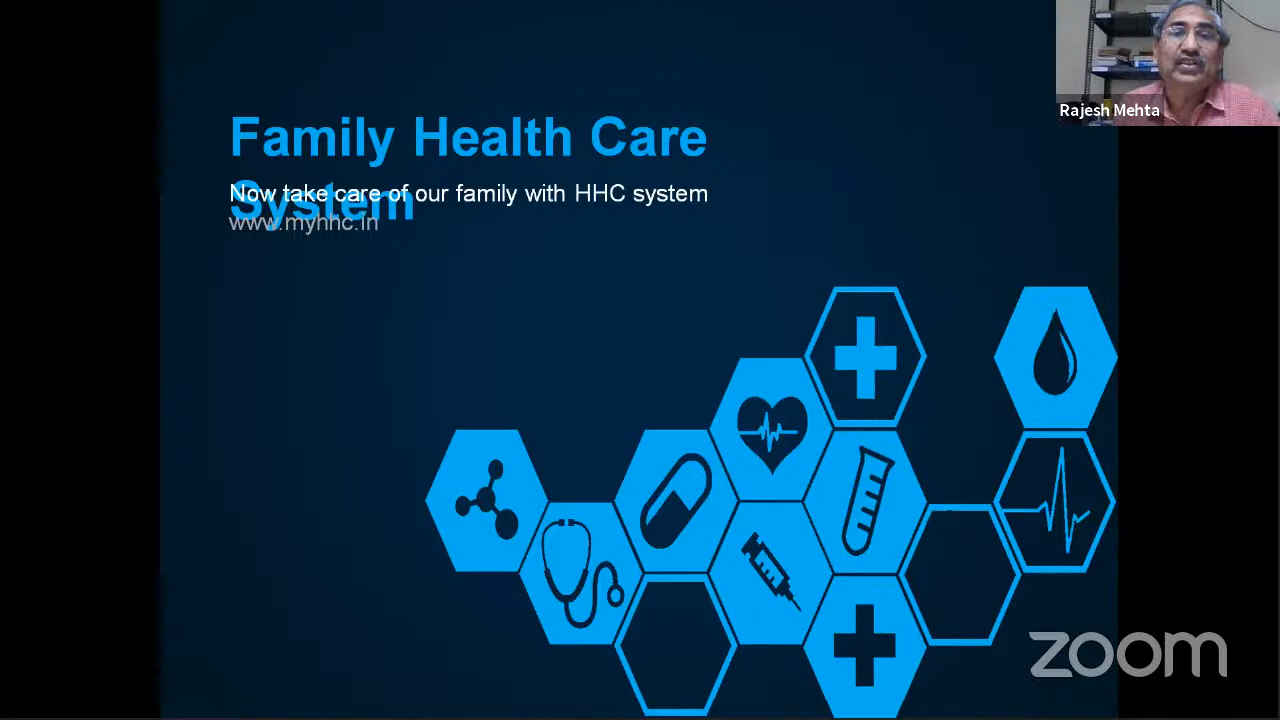 Family Health Care
System
Now take care of our family with HHC system
www.myhhc.in
Rajesh Mehta
zoom